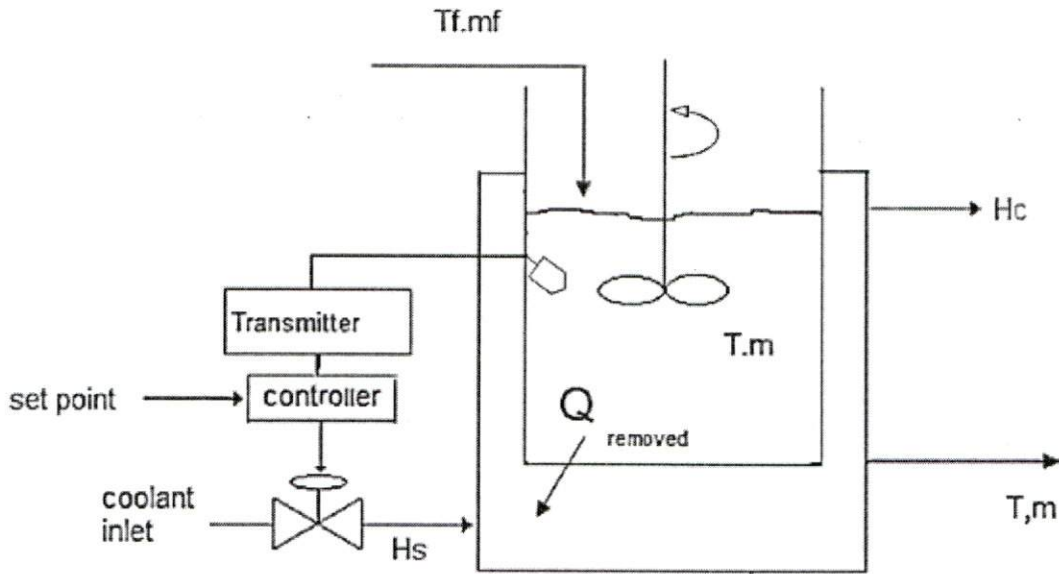 Tf.mf
Hc
Transmitter
T.m
set point
controller
Q
removed
coolant
inlet
Hs
T,m